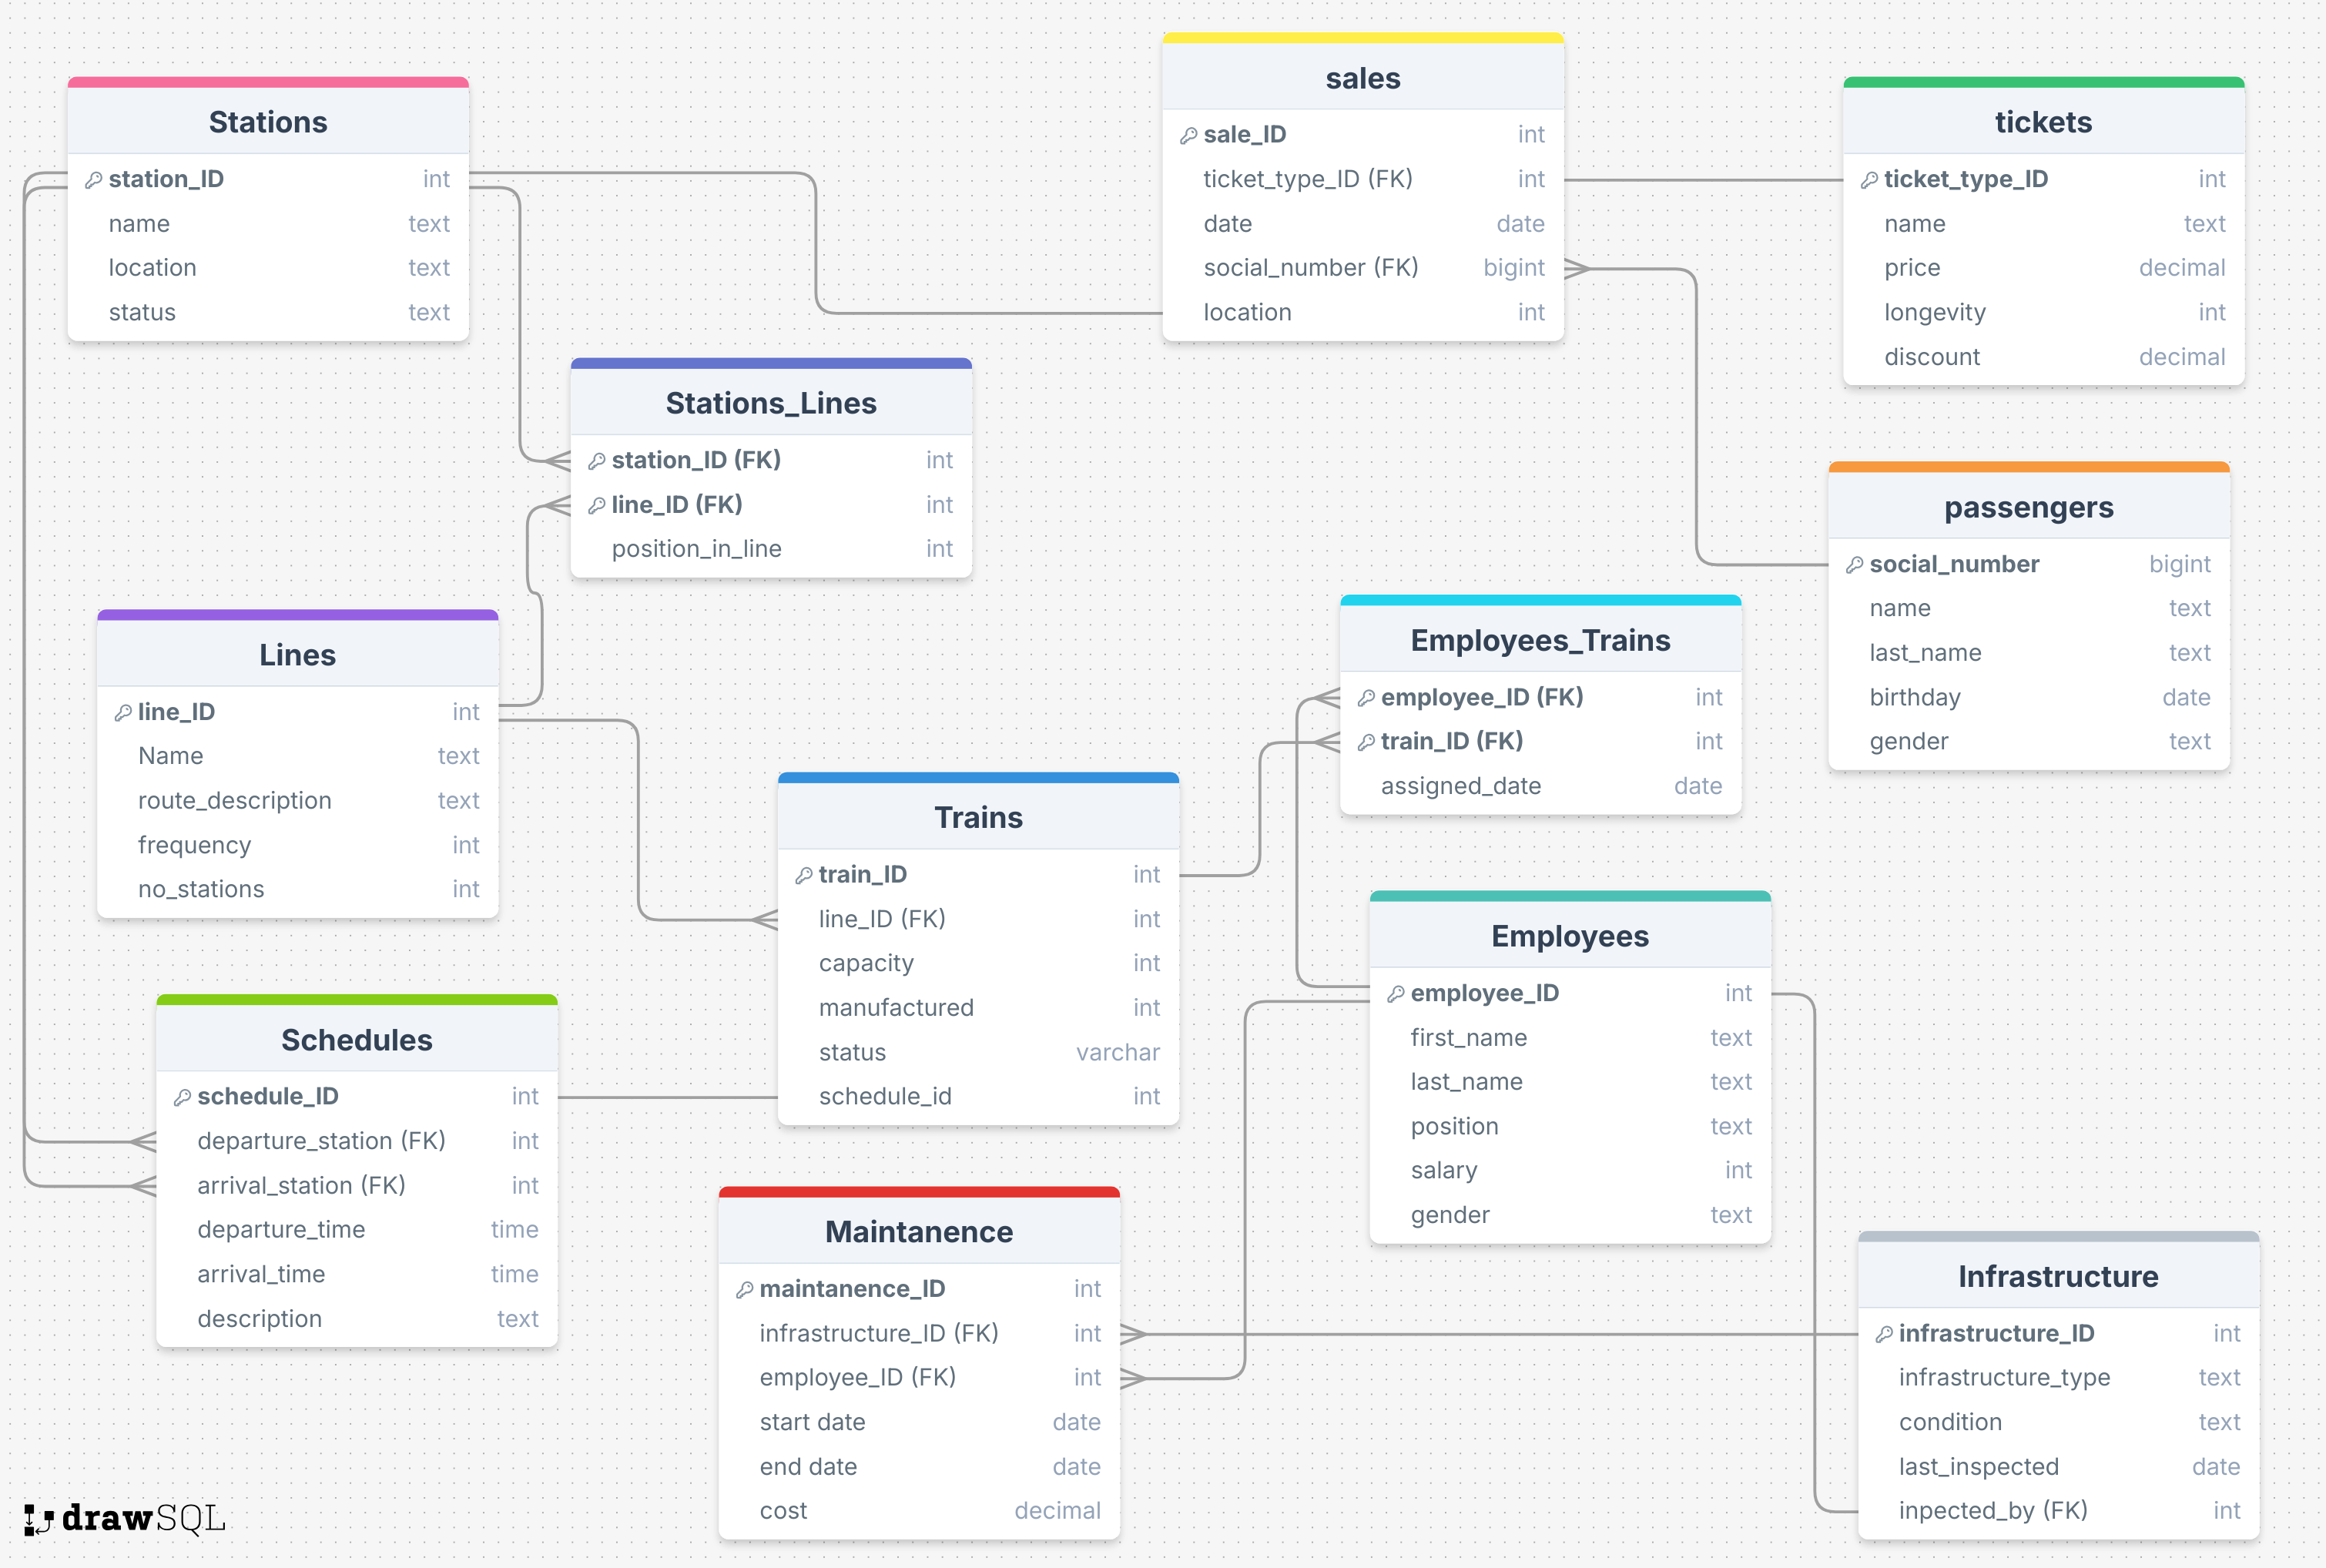 Stations
station_ID int
name text
location text
status text
sales
sale_ID int
ticket_type_ID (FK) int
date date
social_number (FK) bigint
location int
tickets
ticket_type_ID int
name text
price decimal
longevity int
discount decimal
Stations_Lines
station_ID (FK) int
line_ID (FK) int
position_in_line int
passengers
social_number bigint
name text
last_name text
birthday date
gender text
Lines
line_ID int
Name text
route_description text
frequency int
no_stations int
Employees_Trains
employee_ID (FK) int
train_ID (FK) int
assigned_date date
Trains
train_ID int
line_ID (FK) int
capacity int
manufactured int
status varchar
schedule_id int
Employees
employee_ID int
first_name text
last_name text
position text
salary int
gender text
Schedules
schedule_ID int
departure_station (FK) int
arrival_station (FK) int
departure_time time
arrival_time time
description text
Maintanence
maintanence_ID int
infrastructure_ID (FK) int
employee_ID (FK) int
start date date
end date date
cost decimal
Infrastructure
infrastructure_ID int
infrastructure_type text
condition text
last_inspected date
inpected_by (FK) int
drawSQL